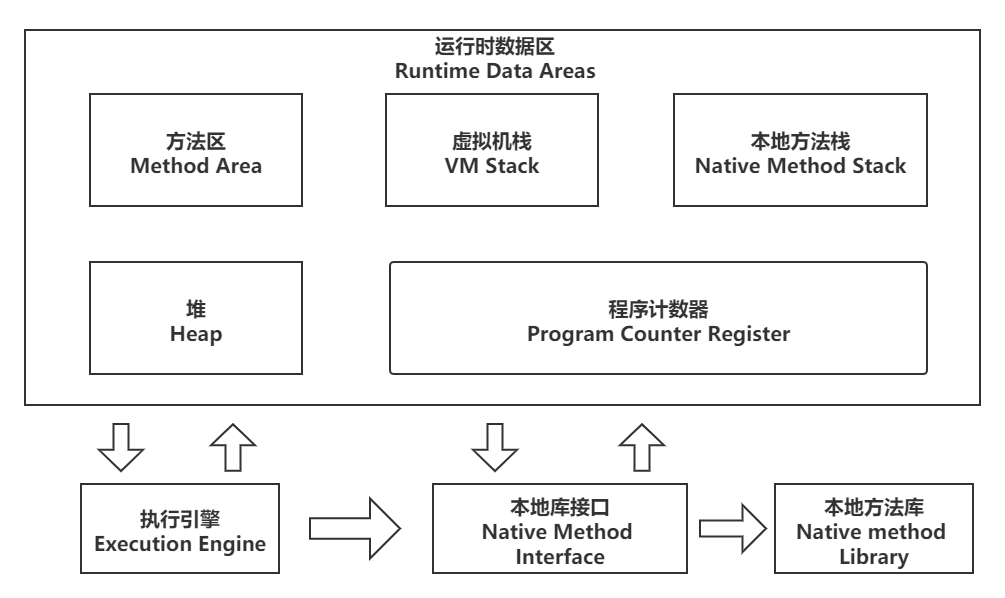 运行时数据区
Runtime Data Areas
方法区
Method Area
虚拟机栈
VM Stack
本地方法栈
Native Method Stack
堆
Heap
程序计数器
Program Counter Register
执行引擎
Execution Engine
本地库接口
Native Method
Interface
本地方法库
Native method
Library